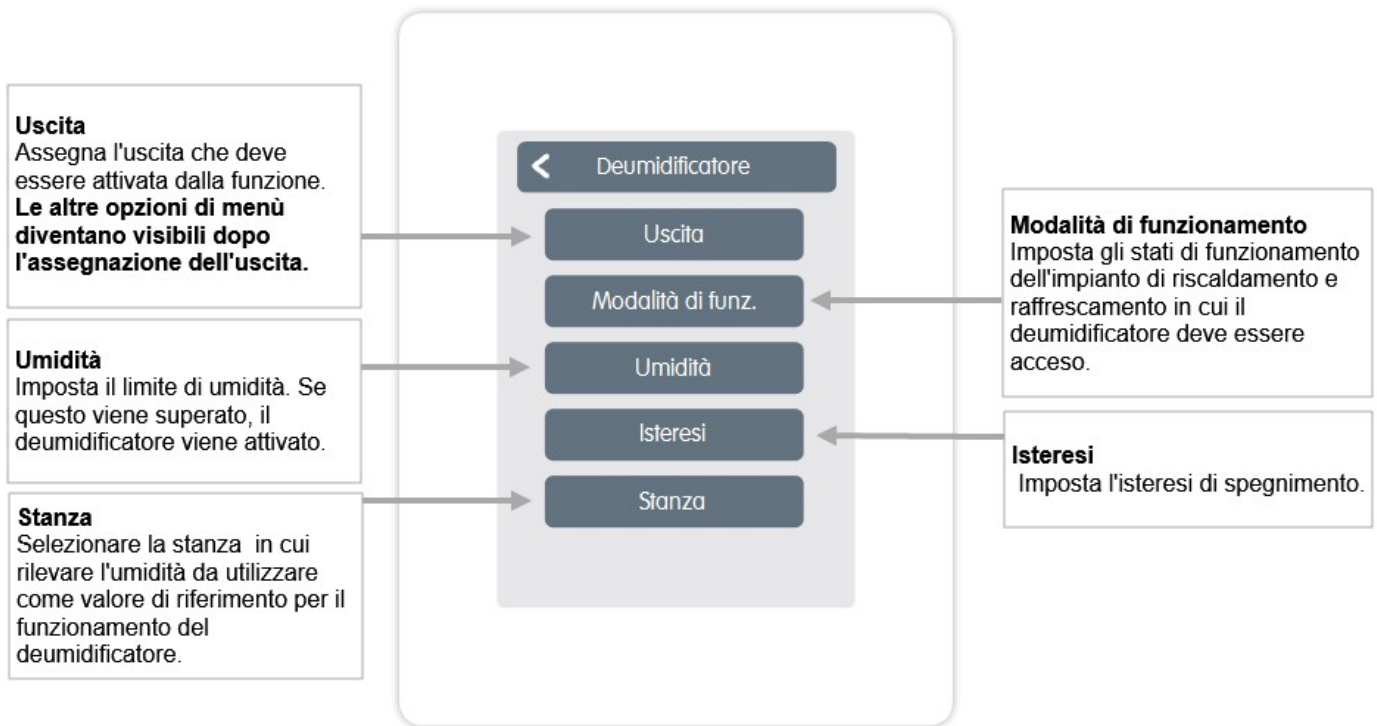 Uscita
Assegna l'uscita che deve
essere attivata dalla funzione.
Le altre opzioni di menù
diventano visibili dopo
l'assegnazione dell'uscita.
Umidità
Imposta il limite di umidità. Se
questo viene superato, il
deumidificatore viene attivato.
Stanza
Selezionare la stanza in cui
rilevare l'umidità da utilizzare
come valore di riferimento per il
funzionamento del
deumidificatore.
Deumidificatore
Uscita
Modalità di funz.
Umidità
Isteresi
Stanza
Modalità di funzionamento
Imposta gli stati di funzionamento
dell'impianto di riscaldamento e
raffrescamento in cui il
deumidificatore deve essere
acceso.
Isteresi
Imposta l'isteresi di spegnimento.